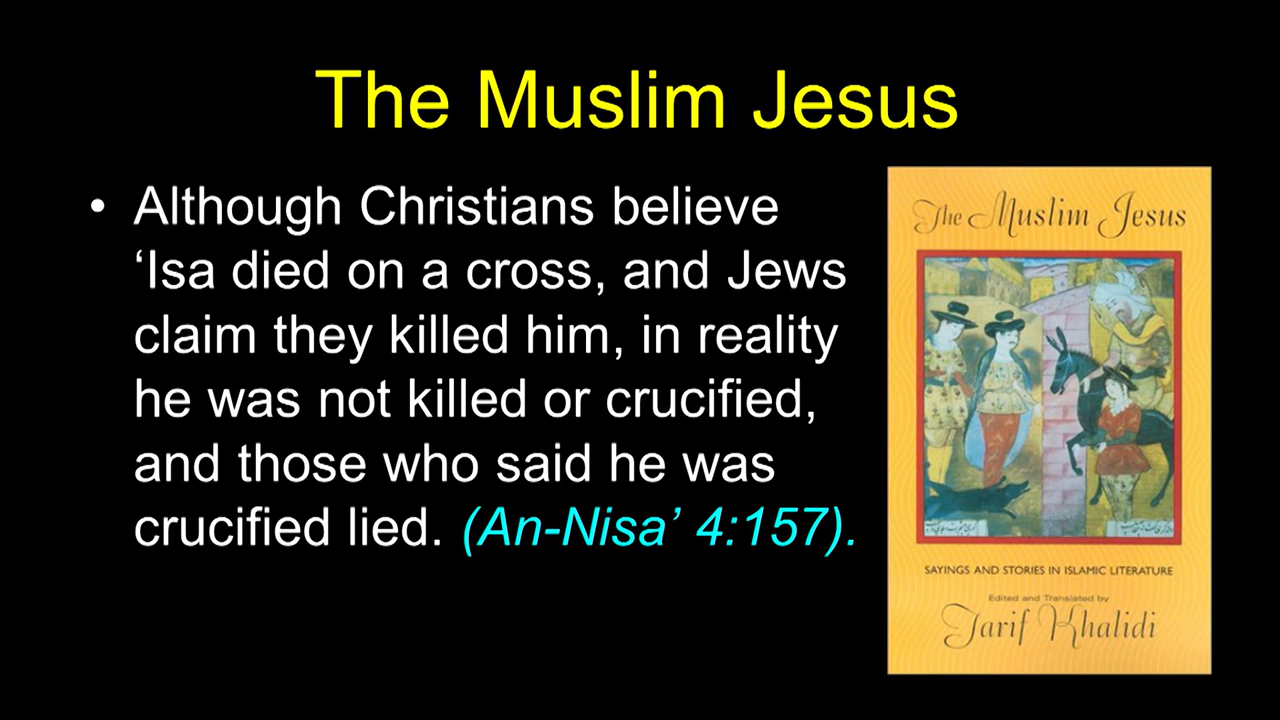 The Muslim Jesus
• Although Christians believe
‘Isa died on a cross, and Jews
claim they killed him, in reality
he was not killed or crucified,
and those who said he was
crucified lied. (An-Nisa’ 4:157).
The Muslim Jesus
SAYINGS AND STORIES IN ISLAMIC LITERATURE
Edited and Translated by
Tarif Khalidi